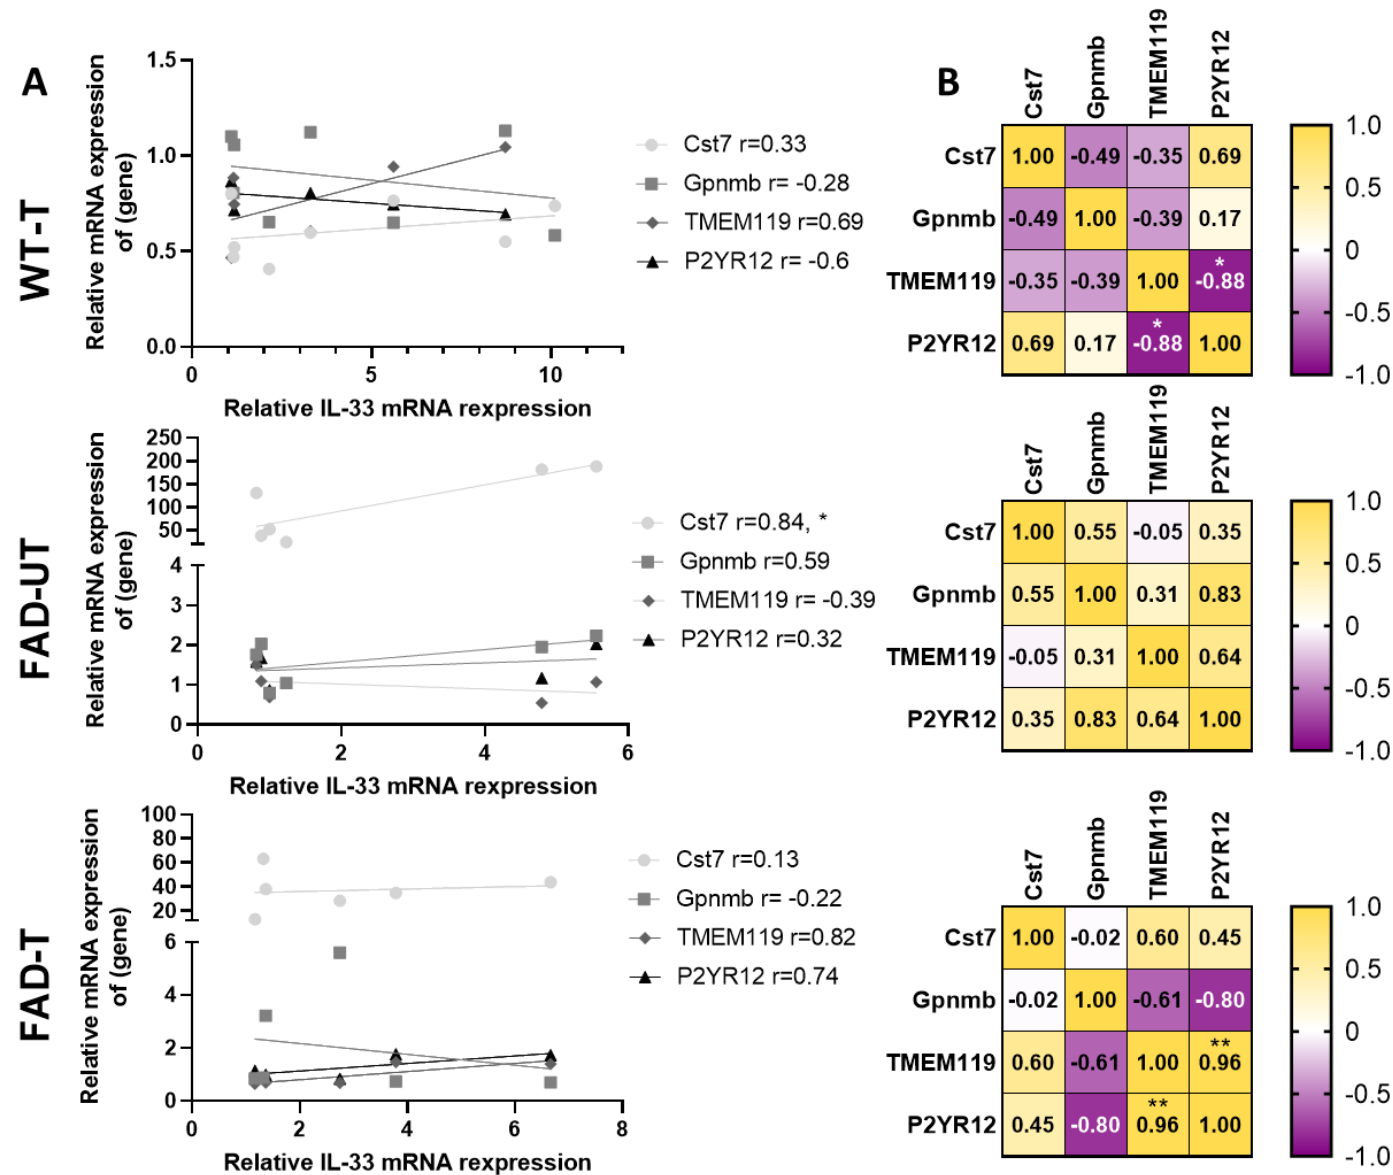 A
WT-T
Relative mRNA expression
of (gene)
1.5
1.0
0.5
0.0
0
5
10
Relative IL-33 mRNA rexpression
Cst7 r=0.33
Gpnmb r= -0.28
TMEM119 r=0.69
P2YR12 r= -0.6
B
Cst7
Gpnmb
TMEM119
P2YR12
Cst7 1.00 -0.49 -0.35 0.69
Gpnmb -0.49 1.00 -0.39 0.17
*
TMEM119 -0.35 -0.39 1.00 -0.88
*
P2YR12 0.69 0.17 -0.88 1.00
1.0
0.5
0
-0.5
-1.0
FAD-UT
Relative mRNA expression
of (gene)
250
200
150
100
50
4
3
2
1
0
0
2
4
6
Relative IL-33 mRNA rexpression
Cst7 r=0.84, *
Gpnmb r=0.59
TMEM119 r= -0.39
P2YR12 r=0.32
Cst7
Gpnmb
TMEM119
P2YR12
Cst7 1.00 0.55 -0.05 0.35
Gpnmb 0.55 1.00 0.31 0.83
TMEM119 -0.05 0.31 1.00 0.64
P2YR12 0.35 0.83 0.64 1.00
1.0
0.5
0
-0.5
-1.0
FAD-T
Relative mRNA expression
of (gene)
100
80
60
40
20
6
4
2
0
0
2
4
6
8
Relative IL-33 mRNA rexpression
Cst7 r=0.13
Gpnmb r= -0.22
TMEM119 r=0.82
P2YR12 r=0.74
Cst7
Gpnmb
TMEM119
P2YR12
Cst7 1.00 -0.02 0.60 0.45
Gpnmb -0.02 1.00 -0.61 -0.80
**
TMEM119 0.60 -0.61 1.00 0.96
**
P2YR12 0.45 -0.80 0.96 1.00
1.0
0.5
0
-0.5
-1.0